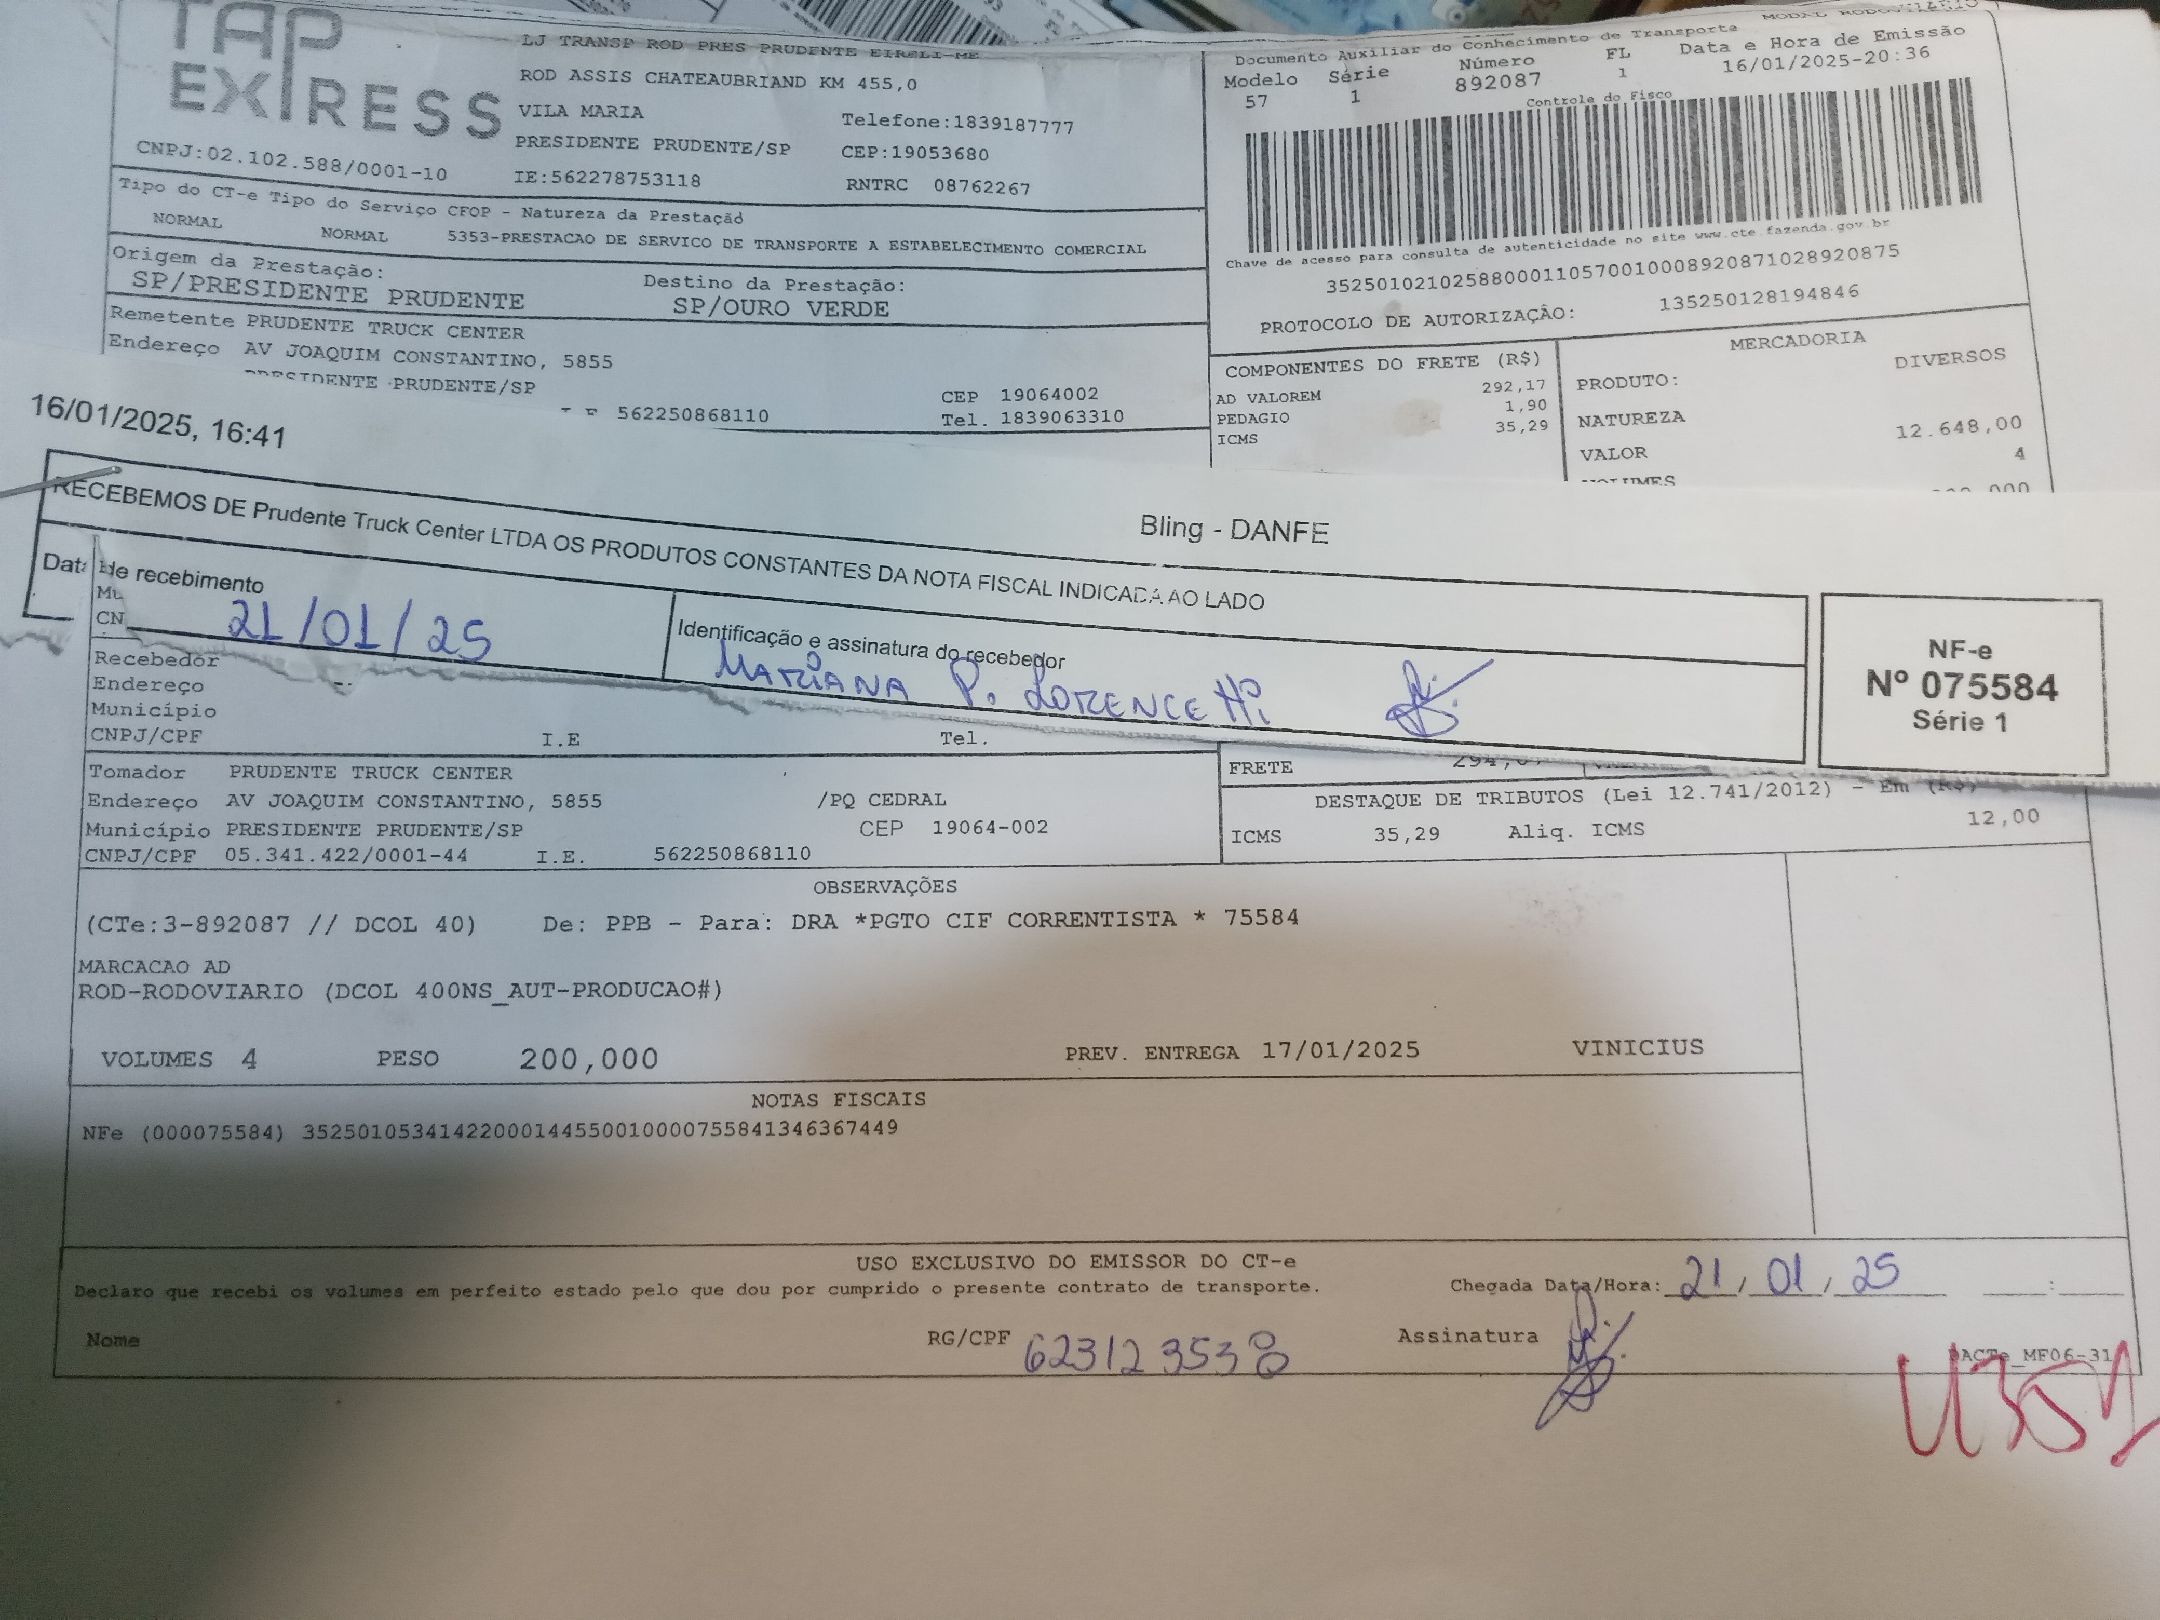 TAP
EXPRESS
CNPJ:02.102.588/0001-10
LJ TRANSP ROD PRES PRUDENTE EIRELI-ME
ROD ASSIS CHATEAUBRIAND KM 455,0
VILA MARIA Telefone:1839187777
PRESIDENTE PRUDENTE/SP CEP:19053680
IE:562278753118 RNTRC 08762267
MODAL RODOVIÁRIO
Documento Auxiliar do Conhecimento de Transporte
Modelo Série Número FL Data e Hora de Emissão
57 1 892087 1 16/01/2025-20:36
Controle do Fisco
Chave de acesso para consulta de autenticidade no site www.cte.fazenda.gov.br
35250102102588000110570010008920871028920875
PROTOCOLO DE AUTORIZAÇÃO: 135250128194846
Tipo do CT-e Tipo do Serviço CFOP - Natureza da Prestação
NORMAL NORMAL 5353-PRESTACAO DE SERVICO DE TRANSPORTE A ESTABELECIMENTO COMERCIAL
Origem da Prestação: Destino da Prestação:
SP/PRESIDENTE PRUDENTE SP/OURO VERDE
Remetente PRUDENTE TRUCK CENTER
Endereço AV JOAQUIM CONSTANTINO, 5855
PRESIDENTE PRUDENTE/SP CEP 19064002
562250868110 Tel. 1839063310
COMPONENTES DO FRETE (R$)
AD VALOREM 292,17
PEDAGIO 1,90
ICMS 35,29
MERCADORIA
PRODUTO: DIVERSOS
NATUREZA
VALOR 12.648,00
VOLUMES 4
16/01/2025, 16:41
Bling - DANFE
RECEBEMOS DE Prudente Truck Center LTDA OS PRODUTOS CONSTANTES DA NOTA FISCAL INDICADA AO LADO
Data de recebimento
21/01/25
Identificação e assinatura do recebedor
MARIANA P. LORENCETTI
NF-e
Nº 075584
Série 1
Mu
CN
Recebedor
Endereço
Município
CNPJ/CPF I.E Tel.
Tomador PRUDENTE TRUCK CENTER
Endereço AV JOAQUIM CONSTANTINO, 5855 /PQ CEDRAL
Município PRESIDENTE PRUDENTE/SP CEP 19064-002
CNPJ/CPF 05.341.422/0001-44 I.E. 562250868110
FRETE
DESTAQUE DE TRIBUTOS (Lei 12.741/2012) - Em (R$)
ICMS 35,29 Aliq. ICMS 12,00
OBSERVAÇÕES
(CTe:3-892087 // DCOL 40) De: PPB - Para: DRA *PGTO CIF CORRENTISTA * 75584
MARCACAO AD
ROD-RODOVIARIO (DCOL 400NS_AUT-PRODUCAO#)
VOLUMES 4 PESO 200,000 PREV. ENTREGA 17/01/2025 VINICIUS
NOTAS FISCAIS
NFe (000075584) 35250105341422000144550010000755841346367449
USO EXCLUSIVO DO EMISSOR DO CT-e
Declaro que recebi os volumes em perfeito estado pelo que dou por cumprido o presente contrato de transporte. Chegada Data/Hora: 21/01/25 :
Nome RG/CPF 623123538 Assinatura
DACTe_MF06-31